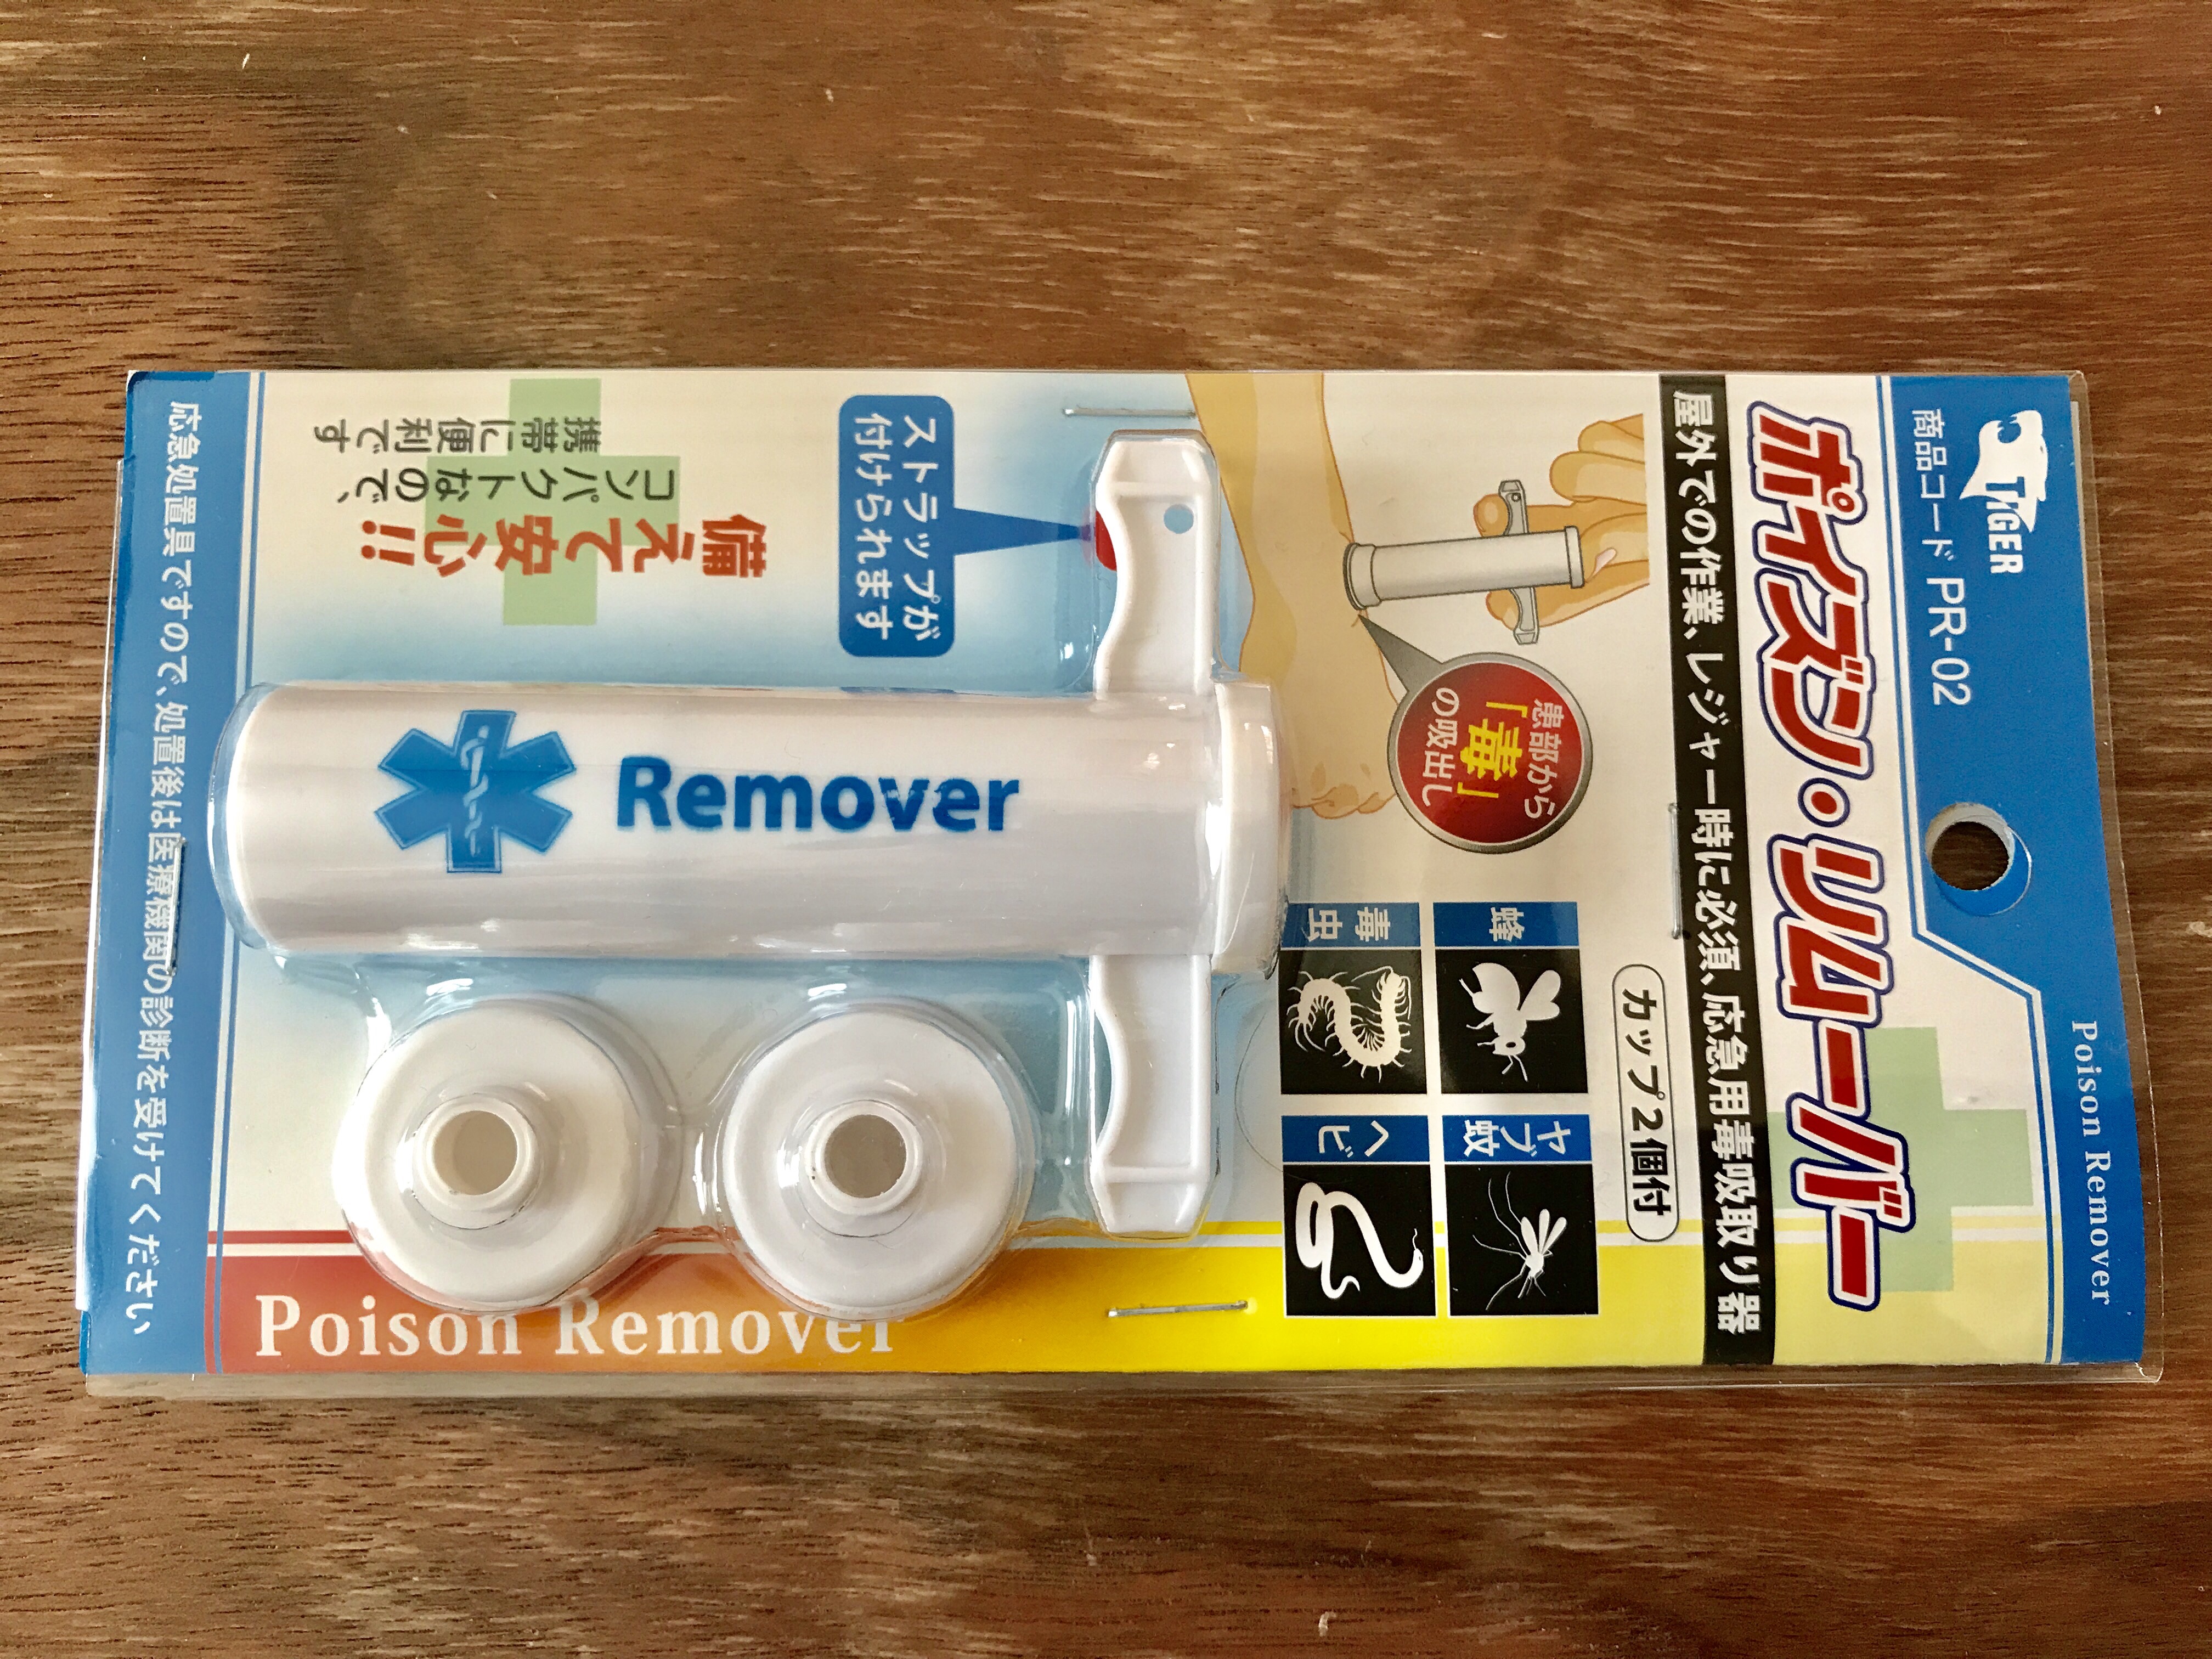 TIGER
商品コード PR-02
Poison Remover
ポイズン・リムーバー
屋外での作業、レジャー時に必須、応急用毒吸取り器
カップ2個付
患部から
「毒」
の吸出し
蜂
ヤブ蚊
毒虫
ヘビ
ストラップが
付けられます
備えて安心!!
コンパクトなので、
携帯に便利です
Remover
Poison Remover
応急処置具ですので、処置後は医療機関の診断を受けてください